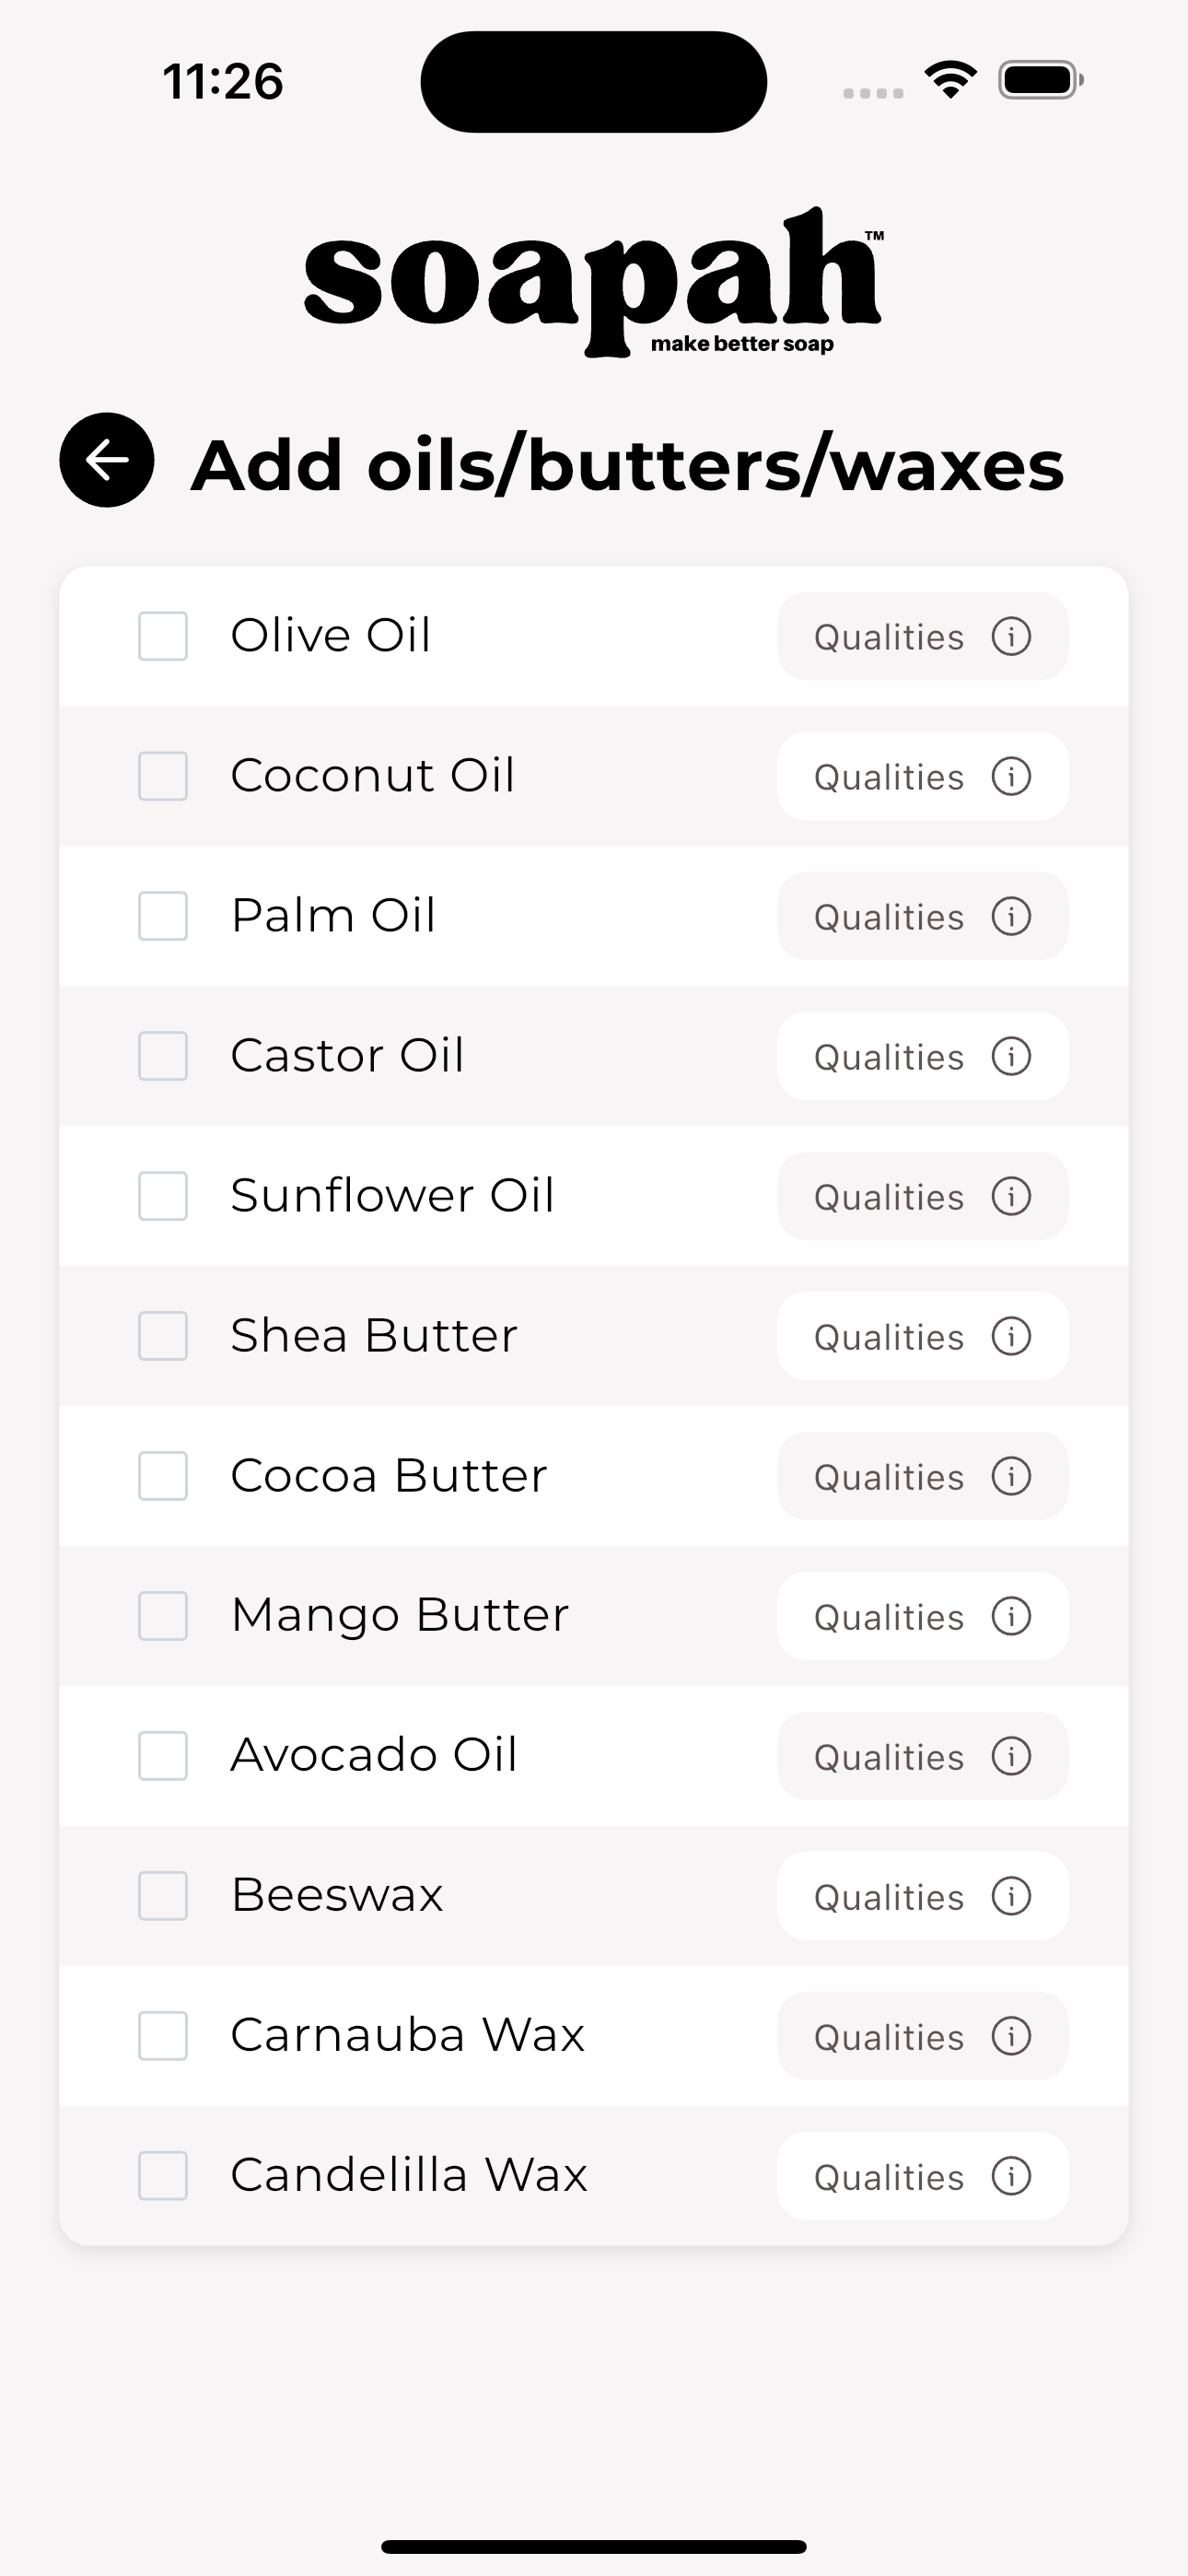 11:26
soapah™
make better soap
Add oils/butters/waxes
Olive Oil Qualities
Coconut Oil Qualities
Palm Oil Qualities
Castor Oil Qualities
Sunflower Oil Qualities
Shea Butter Qualities
Cocoa Butter Qualities
Mango Butter Qualities
Avocado Oil Qualities
Beeswax Qualities
Carnauba Wax Qualities
Candelilla Wax Qualities